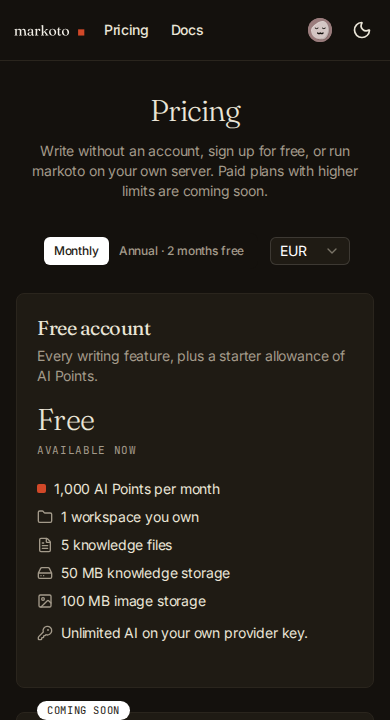 markoto
Pricing
Docs
Pricing
Write without an account, sign up for free, or run
markoto on your own server. Paid plans with higher
limits are coming soon.
Monthly
Annual · 2 months free
EUR
Free account
Every writing feature, plus a starter allowance of
AI Points.
Free
AVAILABLE NOW
1,000 AI Points per month
1 workspace you own
5 knowledge files
50 MB knowledge storage
100 MB image storage
Unlimited AI on your own provider key.
COMING SOON